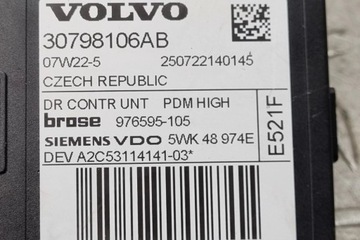 VOLVO
30798106AB
07W22-5 250722140145
CZECH REPUBLIC
DR CONTR UNT PDM HIGH
brose 976595-105
SIEMENS VDO 5WK 48 974E
DEV A2C53114141-03*
E521F